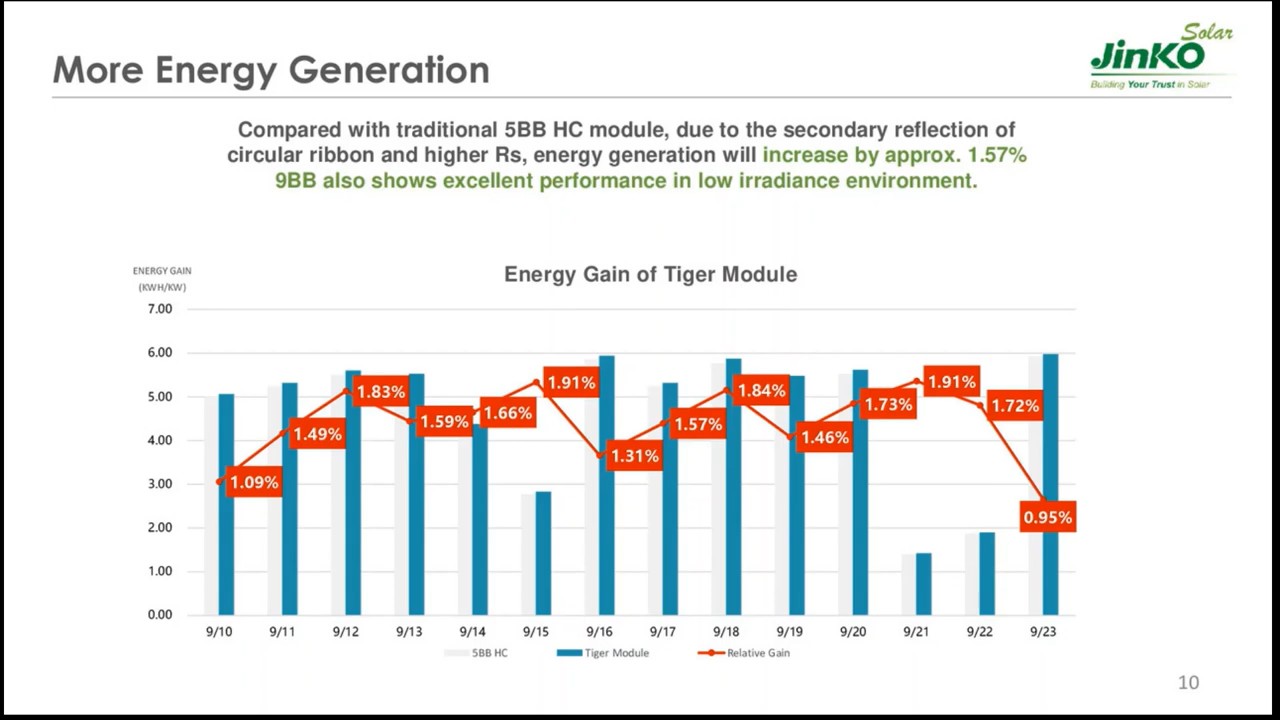 More Energy Generation
Solar
JinKO
Building Your Trust in Solar
Compared with traditional 5BB HC module, due to the secondary reflection of
circular ribbon and higher Rs, energy generation will increase by approx. 1.57%
9BB also shows excellent performance in low irradiance environment.
ENERGY GAIN
(KWH/KW)
Energy Gain of Tiger Module
7.00
6.00
5.00
4.00
3.00
2.00
1.00
0.00
1.09%
1.49%
1.83%
1.59%
1.66%
1.91%
1.31%
1.57%
1.84%
1.46%
1.73%
1.91%
1.72%
0.95%
9/10 9/11 9/12 9/13 9/14 9/15 9/16 9/17 9/18 9/19 9/20 9/21 9/22 9/23
5BB HC Tiger Module Relative Gain
10